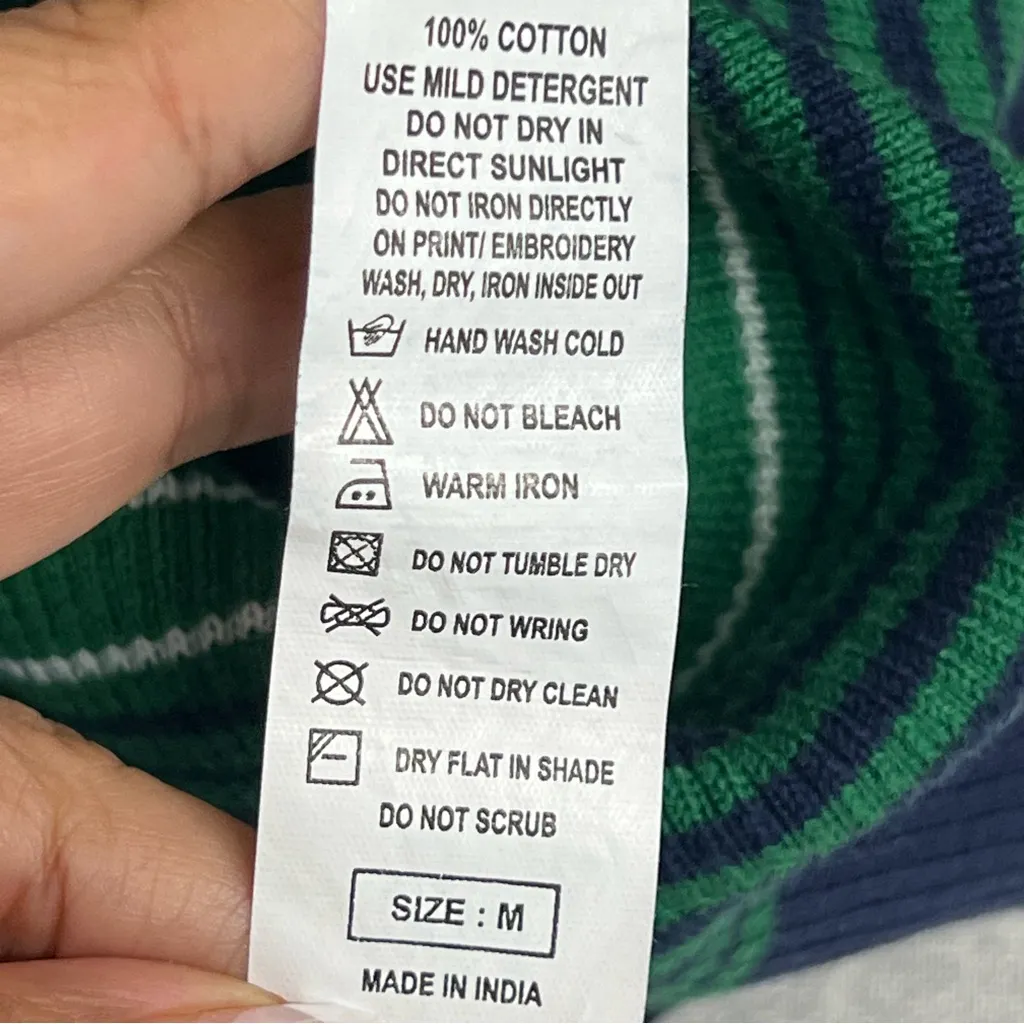 100% COTTON
USE MILD DETERGENT
DO NOT DRY IN
DIRECT SUNLIGHT
DO NOT IRON DIRECTLY
ON PRINT/ EMBROIDERY
WASH, DRY, IRON INSIDE OUT
HAND WASH COLD
DO NOT BLEACH
WARM IRON
DO NOT TUMBLE DRY
DO NOT WRING
DO NOT DRY CLEAN
DRY FLAT IN SHADE
DO NOT SCRUB
SIZE : M
MADE IN INDIA